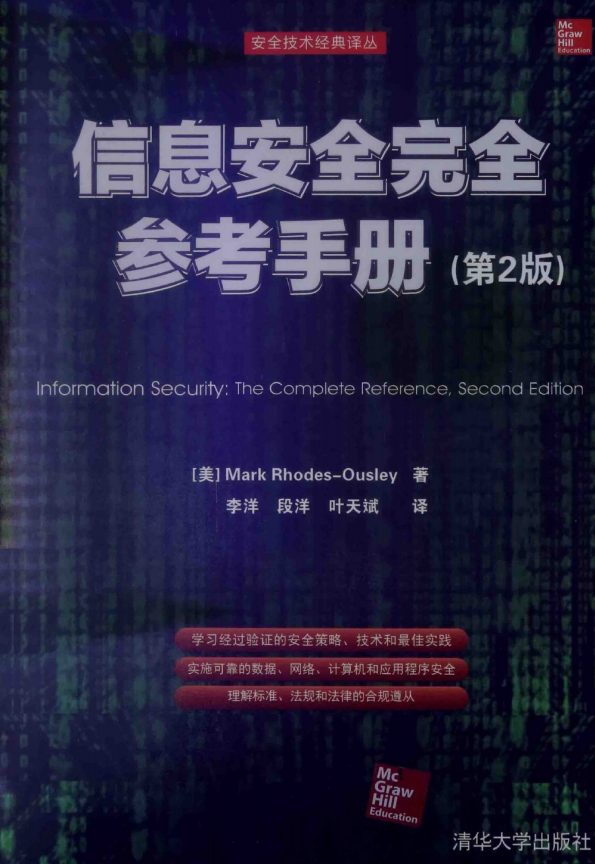 安全技术经典译丛
Mc
Graw
Hill
Education
信息安全完全
参考手册(第2版)
Information Security: The Complete Reference, Second Edition
[美] Mark Rhodes-Ousley 著
李洋 段洋 叶天斌 译
学习经过验证的安全策略、技术和最佳实践
实施可靠的数据、网络、计算机和应用程序安全
理解标准、法规和法律的合规遵从
Mc
Graw
Hill
Education
清华大学出版社